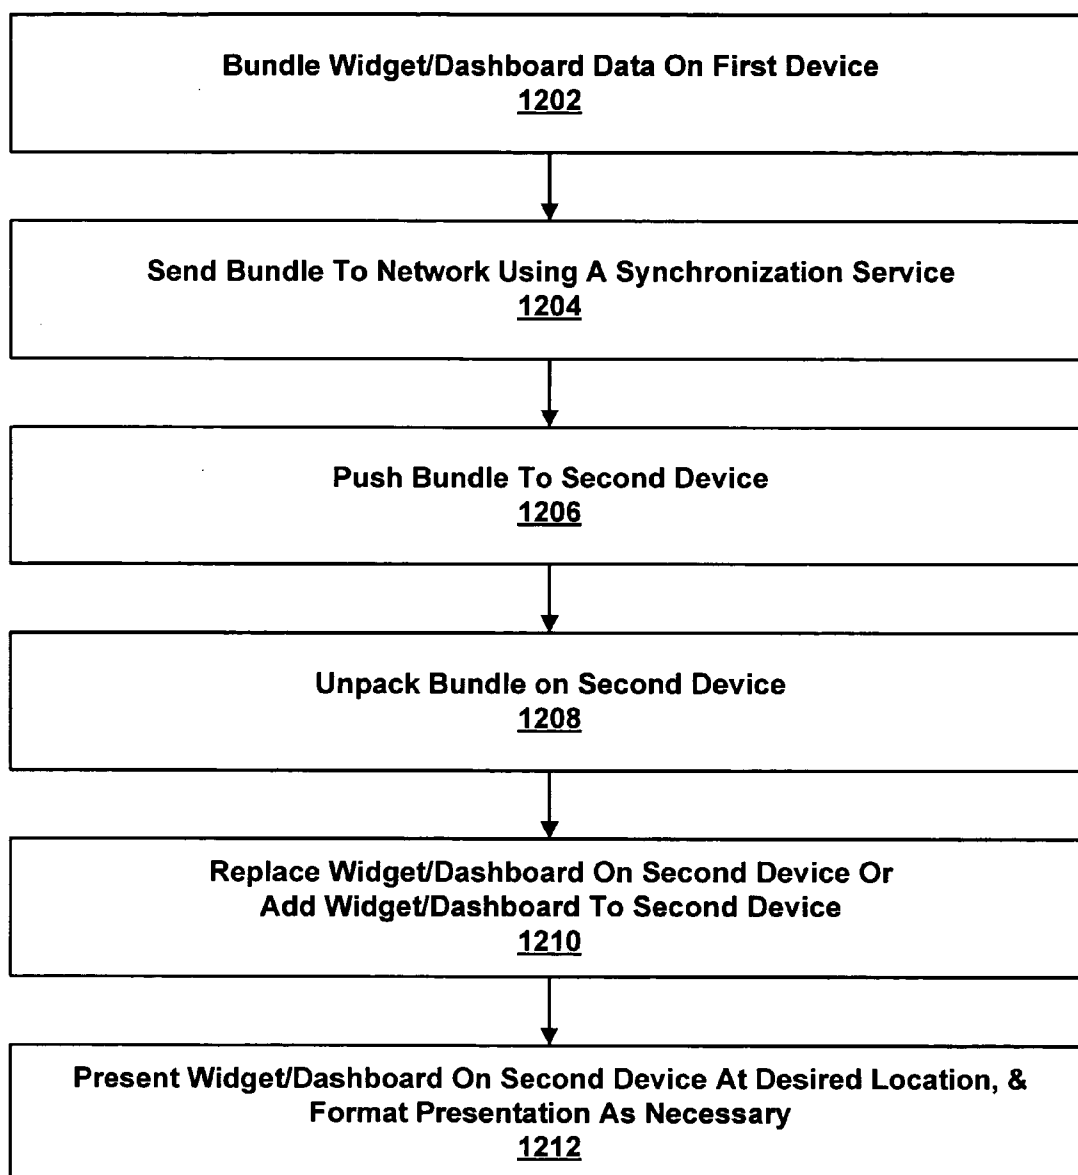 Bundle Widget/Dashboard Data On First Device
1202
Send Bundle To Network Using A Synchronization Service
1204
Push Bundle To Second Device
1206
Unpack Bundle on Second Device
1208
Replace Widget/Dashboard On Second Device Or
Add Widget/Dashboard To Second Device
1210
Present Widget/Dashboard On Second Device At Desired Location, &
Format Presentation As Necessary
1212